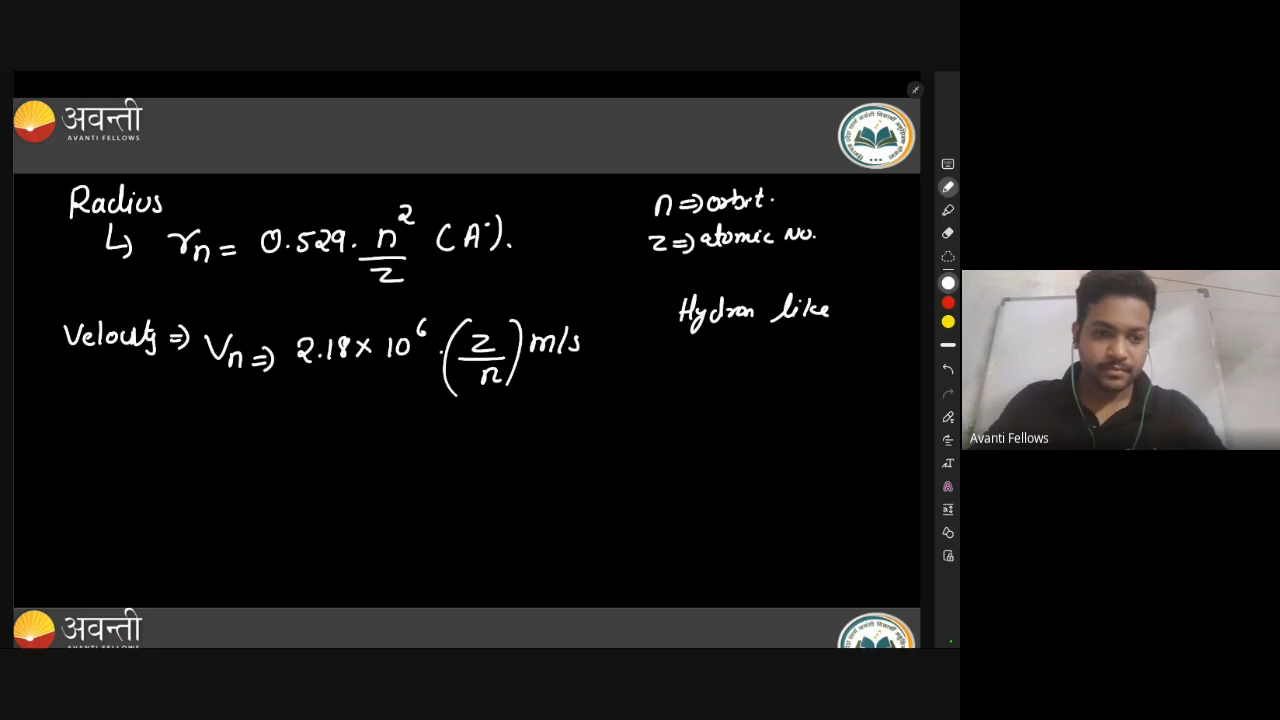 अवन्ती
AVANTI FELLOWS
Radius
↳ rn = 0.529. n²/z (A°).
n ⇒ orbit.
z ⇒ atomic No.
Hydron like
Velocity ⇒ Vn ⇒ 2.18 × 10⁶ . (z/n) m/s
Avanti Fellows
अवन्ती